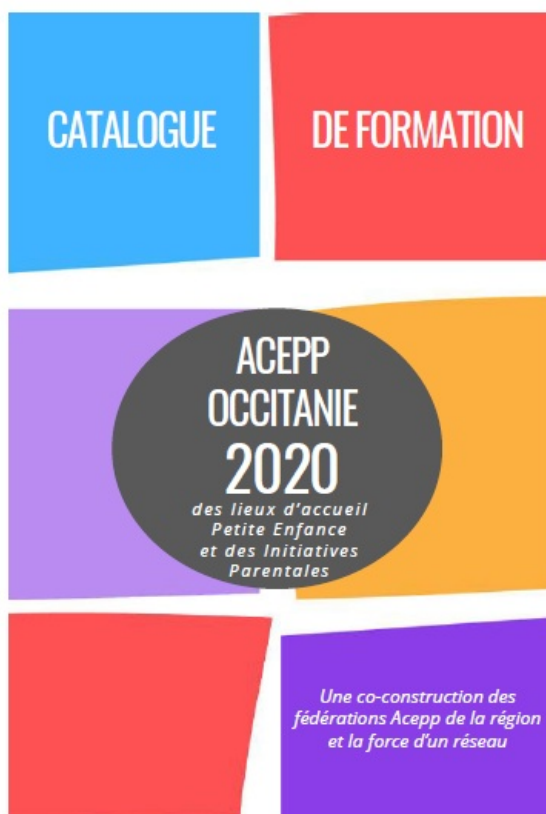 CATALOGUE DE FORMATION
ACEPP
OCCITANIE
2020
des lieux d'accueil
Petite Enfance
et des Initiatives
Parentales
Une co-construction des
fédérations Acepp de la région
et la force d'un réseau